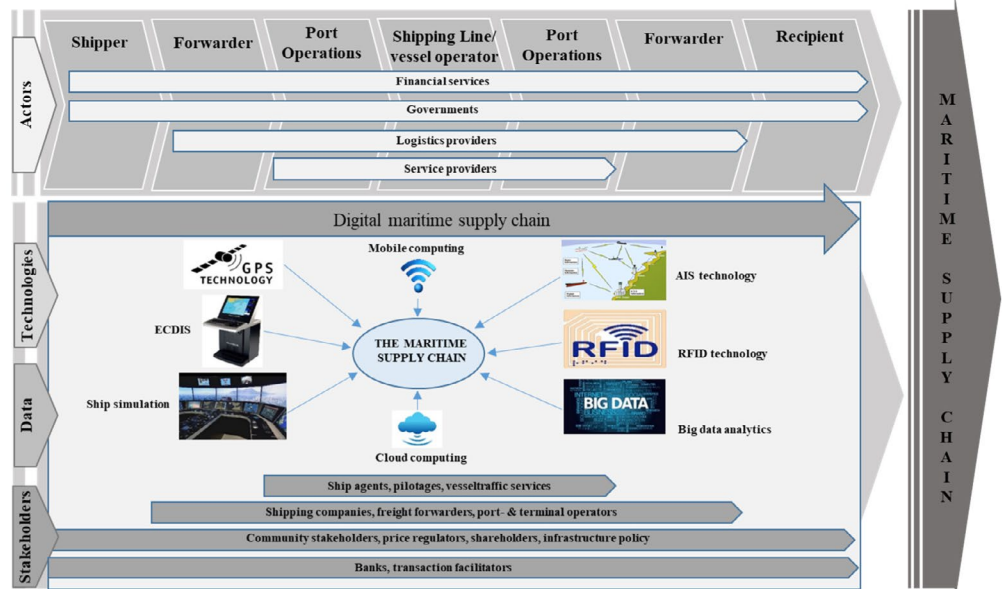 Actors
Shipper
Forwarder
Port
Operations
Shipping Line/
vessel operator
Port
Operations
Forwarder
Recipient
Financial services
Governments
Logistics providers
Service providers
MARITIME SUPPLY CHAIN
Technologies
Data
Stakeholders
Digital maritime supply chain
GPS
TECHNOLOGY
Mobile computing
AIS technology
ECDIS
THE MARITIME
SUPPLY CHAIN
RFID
RFID technology
Ship simulation
BIG DATA
Big data analytics
Cloud computing
Ship agents, pilotages, vesseltraffic services
Shipping companies, freight forwarders, port- & terminal operators
Community stakeholders, price regulators, shareholders, infrastructure policy
Banks, transaction facilitators